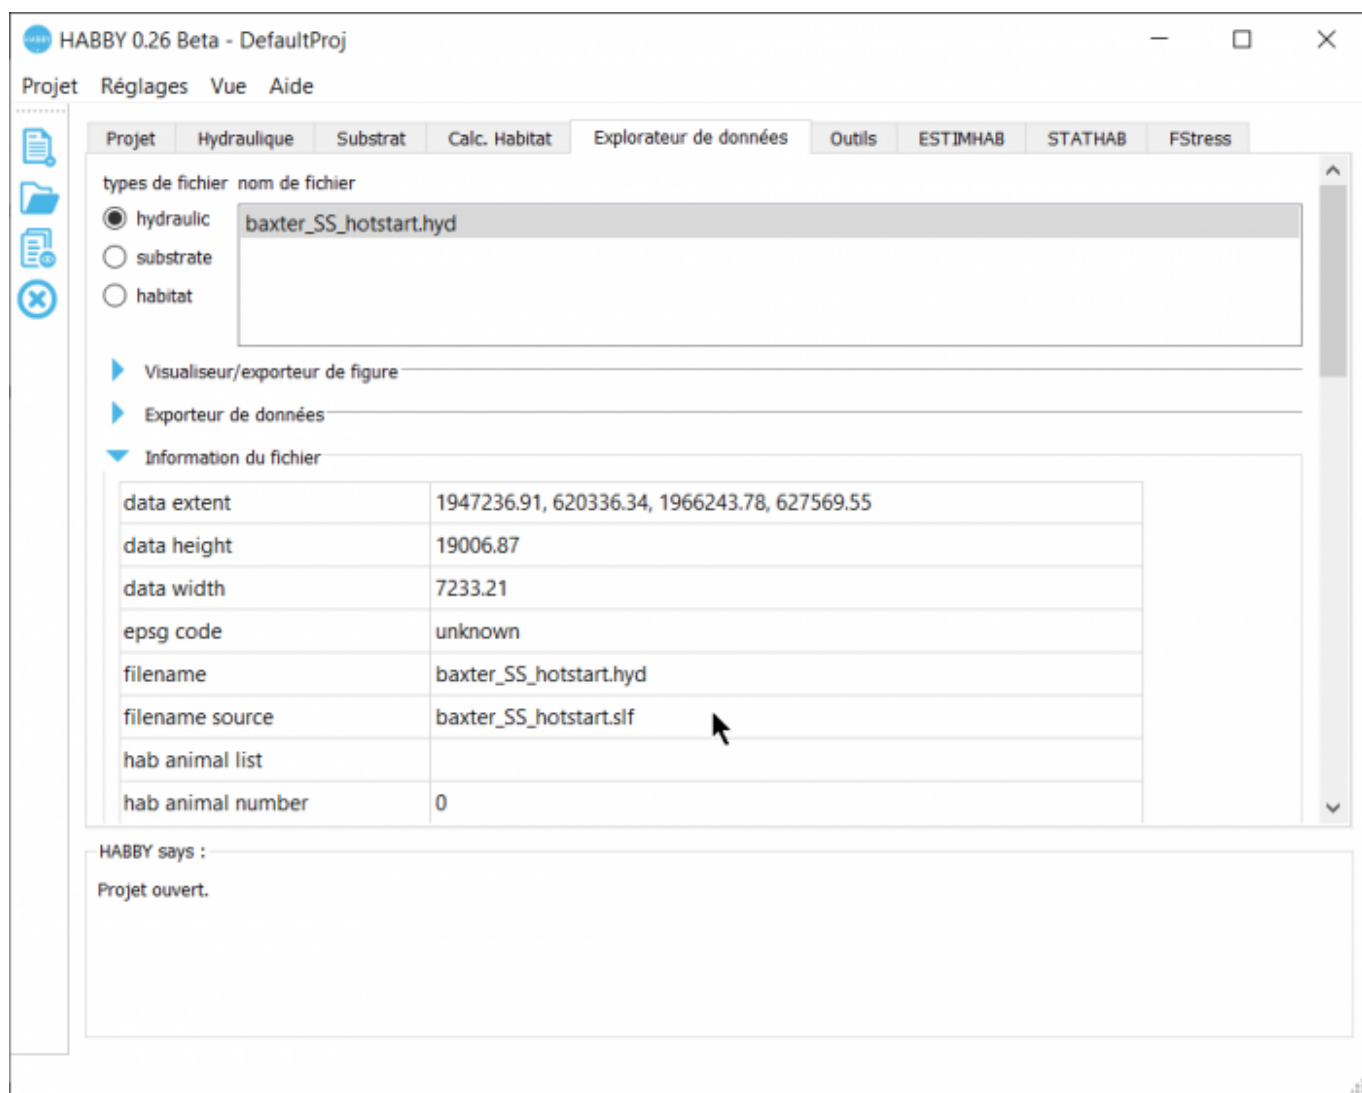 HABBY 0.26 Beta - DefaultProj
Projet Réglages Vue Aide
Projet Hydraulique Substrat Calc. Habitat Explorateur de données Outils ESTIMHAB STATHAB FStress
types de fichier nom de fichier
hydraulic baxter_SS_hotstart.hyd
substrate
habitat
Visualiseur/exporteur de figure
Exporteur de données
Information du fichier
data extent 1947236.91, 620336.34, 1966243.78, 627569.55
data height 19006.87
data width 7233.21
epsg code unknown
filename baxter_SS_hotstart.hyd
filename source baxter_SS_hotstart.slf
hab animal list
hab animal number 0
HABBY says :
Projet ouvert.